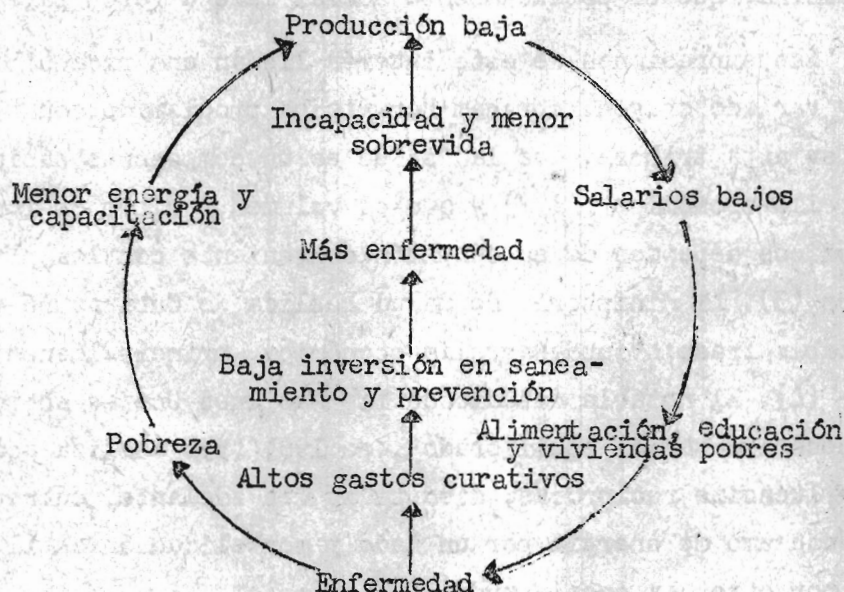 Producción baja
Incapacidad y menor
sobrevida
Menor energía y
capacitación
Salarios bajos
Más enfermedad
Baja inversión en sanea-
miento y prevención
Alimentación, educación
y viviendas pobres
Pobreza
Altos gastos curativos
Enfermedad